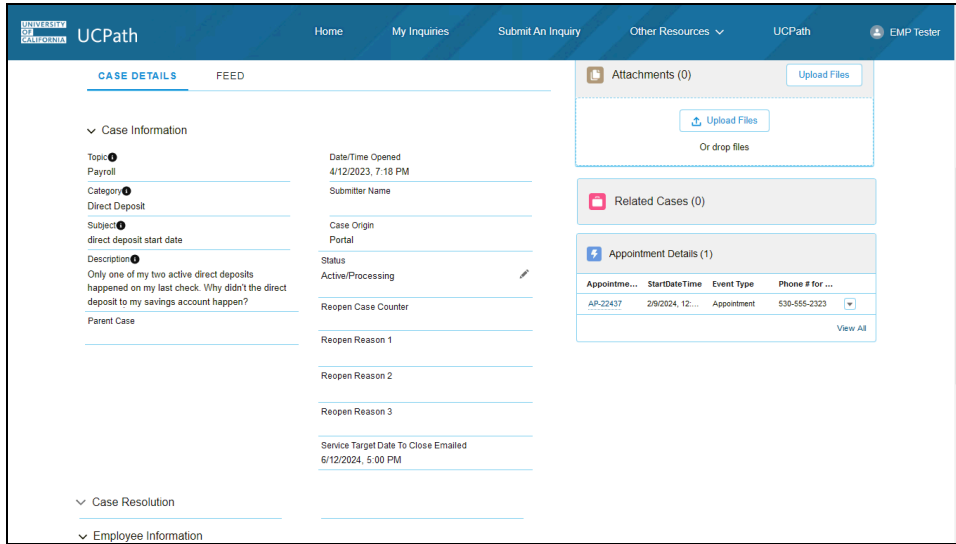 UNIVERSITY
OF
CALIFORNIA
UCPath
Home
My Inquiries
Submit An Inquiry
Other Resources
UCPath
EMP Tester
CASE DETAILS
FEED
Case Information
Topic
Payroll
Category
Direct Deposit
Subject
direct deposit start date
Description
Only one of my two active direct deposits
happened on my last check. Why didn't the direct
deposit to my savings account happen?
Parent Case
Date/Time Opened
4/12/2023, 7:18 PM
Submitter Name
Case Origin
Portal
Status
Active/Processing
Reopen Case Counter
Reopen Reason 1
Reopen Reason 2
Reopen Reason 3
Service Target Date To Close Emailed
6/12/2024, 5:00 PM
Case Resolution
Employee Information
Attachments (0)
Upload Files
Upload Files
Or drop files
Related Cases (0)
Appointment Details (1)
Appointme... StartDateTime Event Type Phone # for ...
AP-22437 2/9/2024, 12:... Appointment 530-555-2323
View All